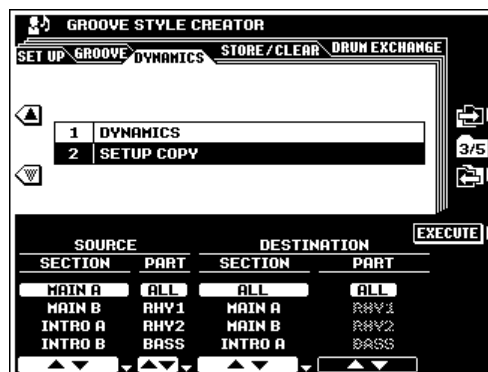 GROOVE STYLE CREATOR
SET UP GROOVE DYNAMICS STORE/CLEAR DRUM EXCHANGE
1 DYNAMICS
2 SETUP COPY
3/5
EXECUTE
SOURCE DESTINATION
SECTION PART SECTION PART
MAIN A ALL ALL ALL
MAIN B RHY1 MAIN A RHY1
INTRO A RHY2 MAIN B RHY2
INTRO B BASS INTRO A BASS